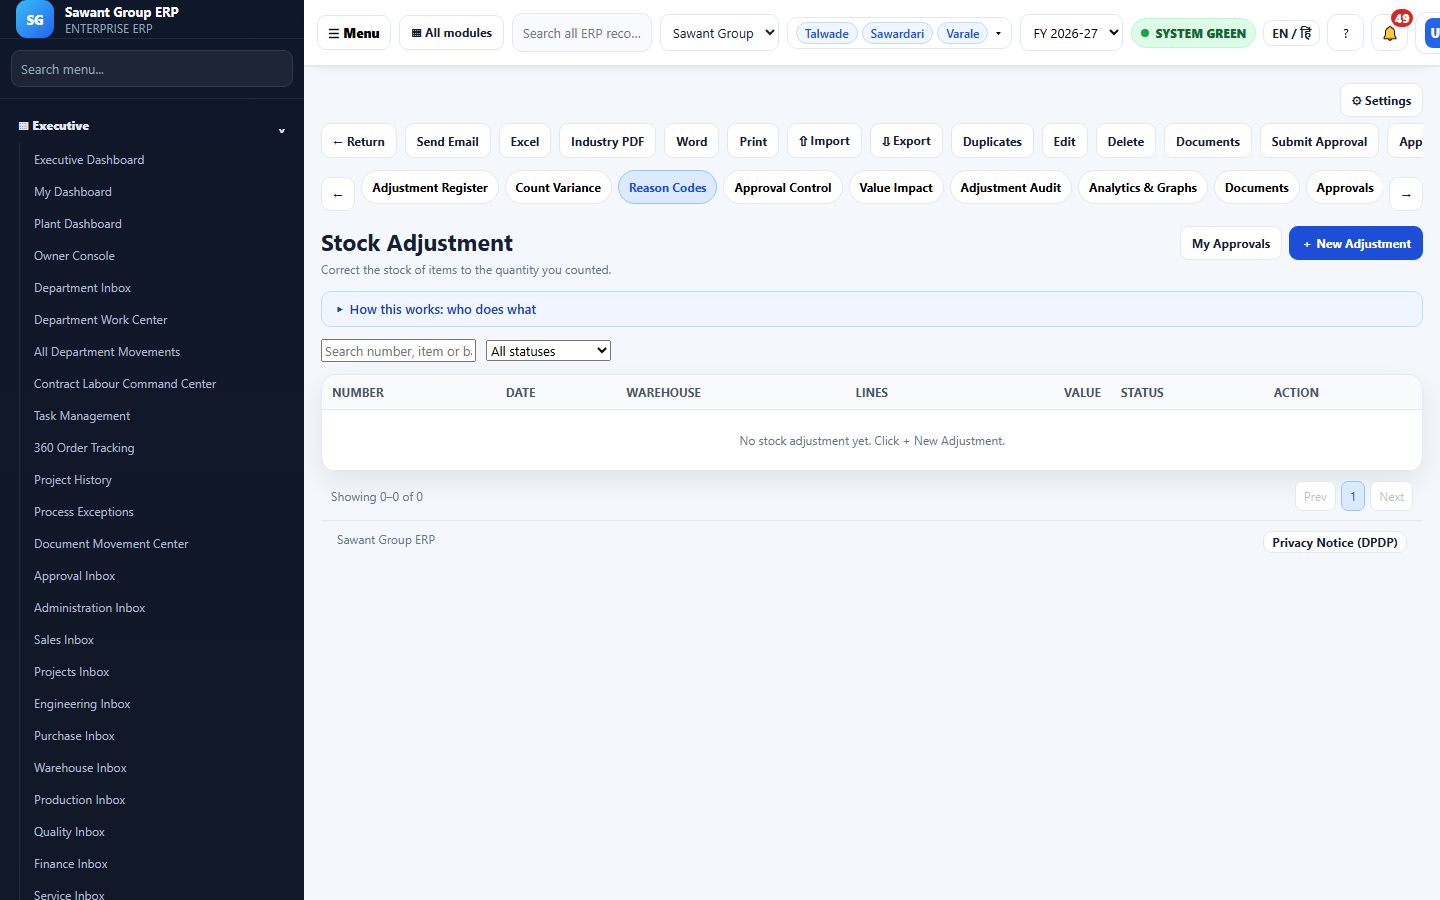 SG
Sawant Group ERP
ENTERPRISE ERP
Search menu...
Executive
Executive Dashboard
My Dashboard
Plant Dashboard
Owner Console
Department Inbox
Department Work Center
All Department Movements
Contract Labour Command Center
Task Management
360 Order Tracking
Project History
Process Exceptions
Document Movement Center
Approval Inbox
Administration Inbox
Sales Inbox
Projects Inbox
Engineering Inbox
Purchase Inbox
Warehouse Inbox
Production Inbox
Quality Inbox
Finance Inbox
Service Inbox
☰ Menu All modules Search all ERP reco... Sawant Group Talwade Sawardari Varale FY 2026-27 SYSTEM GREEN EN / हिं ? 49 U
⚙ Settings
← Return Send Email Excel Industry PDF Word Print ⇧ Import ⇩ Export Duplicates Edit Delete Documents Submit Approval App
← Adjustment Register Count Variance Reason Codes Approval Control Value Impact Adjustment Audit Analytics & Graphs Documents Approvals →
Stock Adjustment
My Approvals + New Adjustment
Correct the stock of items to the quantity you counted.
▸ How this works: who does what
Search number, item or ba All statuses
NUMBER DATE WAREHOUSE LINES VALUE STATUS ACTION
No stock adjustment yet. Click + New Adjustment.
Showing 0–0 of 0 Prev 1 Next
Sawant Group ERP Privacy Notice (DPDP)